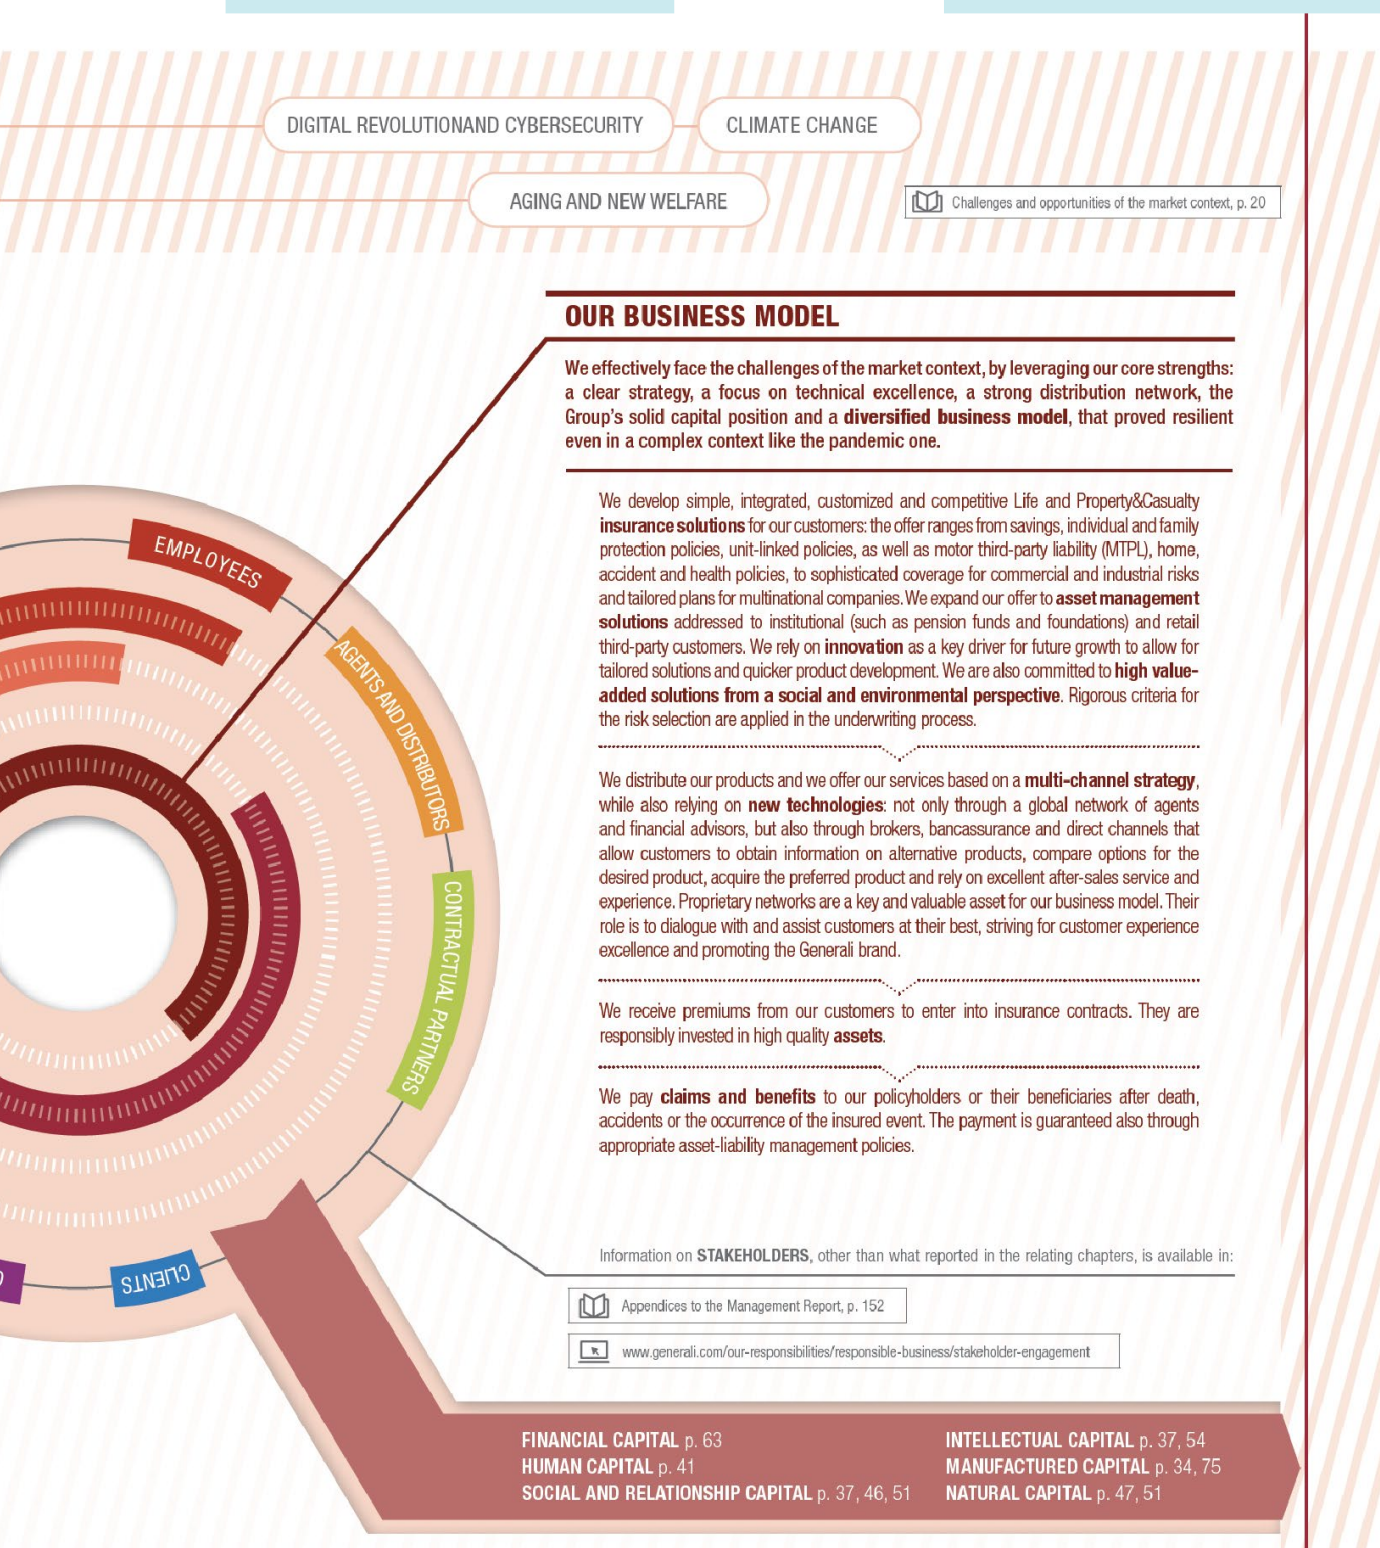 DIGITAL REVOLUTIONAND CYBERSECURITY
CLIMATE CHANGE
AGING AND NEW WELFARE
Challenges and opportunities of the market context, p. 20
OUR BUSINESS MODEL
We effectively face the challenges of the market context, by leveraging our core strengths:
a clear strategy, a focus on technical excellence, a strong distribution network, the
Group's solid capital position and a diversified business model, that proved resilient
even in a complex context like the pandemic one.
We develop simple, integrated, customized and competitive Life and Property&Casualty
insurance solutions for our customers: the offer ranges from savings, individual and family
protection policies, unit-linked policies, as well as motor third-party liability (MTPL), home,
accident and health policies, to sophisticated coverage for commercial and industrial risks
and tailored plans for multinational companies. We expand our offer to asset management
solutions addressed to institutional (such as pension funds and foundations) and retail
third-party customers. We rely on innovation as a key driver for future growth to allow for
tailored solutions and quicker product development. We are also committed to high value-
added solutions from a social and environmental perspective. Rigorous criteria for
the risk selection are applied in the underwriting process.
We distribute our products and we offer our services based on a multi-channel strategy,
while also relying on new technologies: not only through a global network of agents
and financial advisors, but also through brokers, bancassurance and direct channels that
allow customers to obtain information on alternative products, compare options for the
desired product, acquire the preferred product and rely on excellent after-sales service and
experience. Proprietary networks are a key and valuable asset for our business model. Their
role is to dialogue with and assist customers at their best, striving for customer experience
excellence and promoting the Generali brand.
We receive premiums from our customers to enter into insurance contracts. They are
responsibly invested in high quality assets.
We pay claims and benefits to our policyholders or their beneficiaries after death,
accidents or the occurrence of the insured event. The payment is guaranteed also through
appropriate asset-liability management policies.
EMPLOYEES
AGENTS AND DISTRIBUTORS
CONTRACTUAL PARTNERS
CLIENTS
Information on STAKEHOLDERS, other than what reported in the relating chapters, is available in:
Appendices to the Management Report, p. 152
www.generali.com/our-responsibilities/responsible-business/stakeholder-engagement
FINANCIAL CAPITAL p. 63
HUMAN CAPITAL p. 41
SOCIAL AND RELATIONSHIP CAPITAL p. 37, 46, 51
INTELLECTUAL CAPITAL p. 37, 54
MANUFACTURED CAPITAL p. 34, 75
NATURAL CAPITAL p. 47, 51